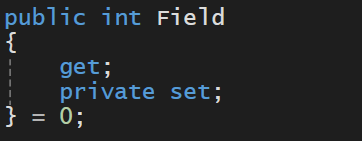 public int Field
{
    get;
    private set;
} = 0;